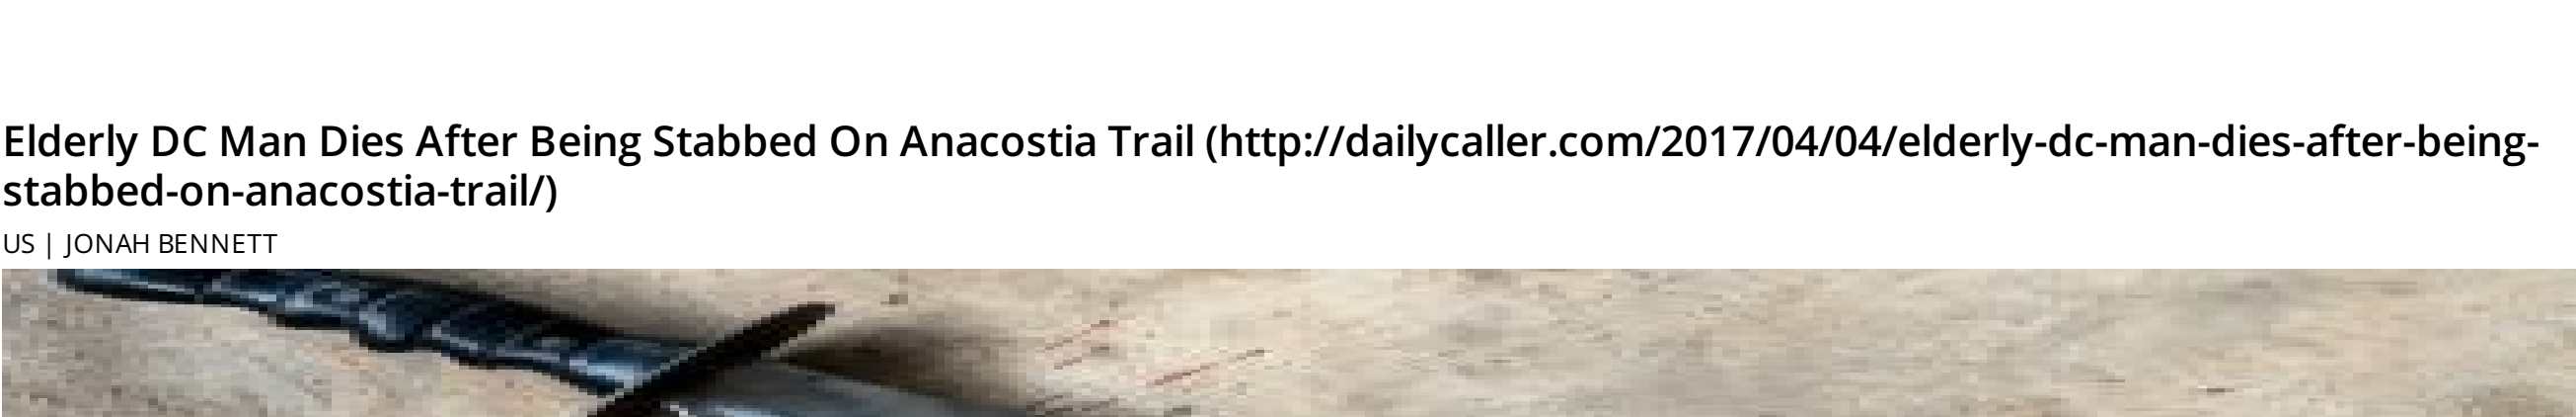 Elderly DC Man Dies After Being Stabbed On Anacostia Trail (http://dailycaller.com/2017/04/04/elderly-dc-man-dies-after-being-
stabbed-on-anacostia-trail/)
US | JONAH BENNETT